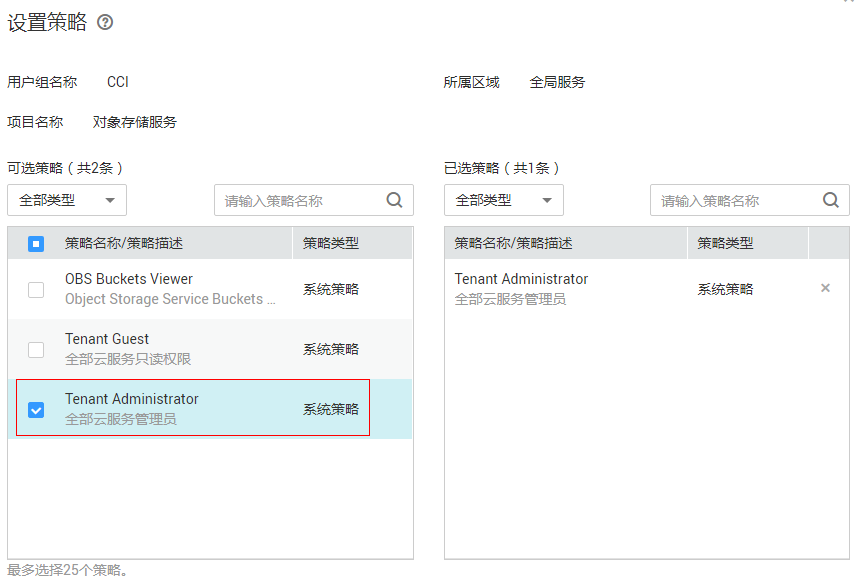 设置策略 ?
用户组名称 CCI 所属区域 全局服务
项目名称 对象存储服务
可选策略（共2条） 已选策略（共1条）
全部类型 请输入策略名称 全部类型 请输入策略名称
策略名称/策略描述 策略类型 策略名称/策略描述 策略类型
OBS Buckets Viewer
Object Storage Service Buckets ...
系统策略
Tenant Administrator
全部云服务管理员
系统策略
Tenant Guest
全部云服务只读权限
系统策略
Tenant Administrator
全部云服务管理员
系统策略
最多选择25个策略。